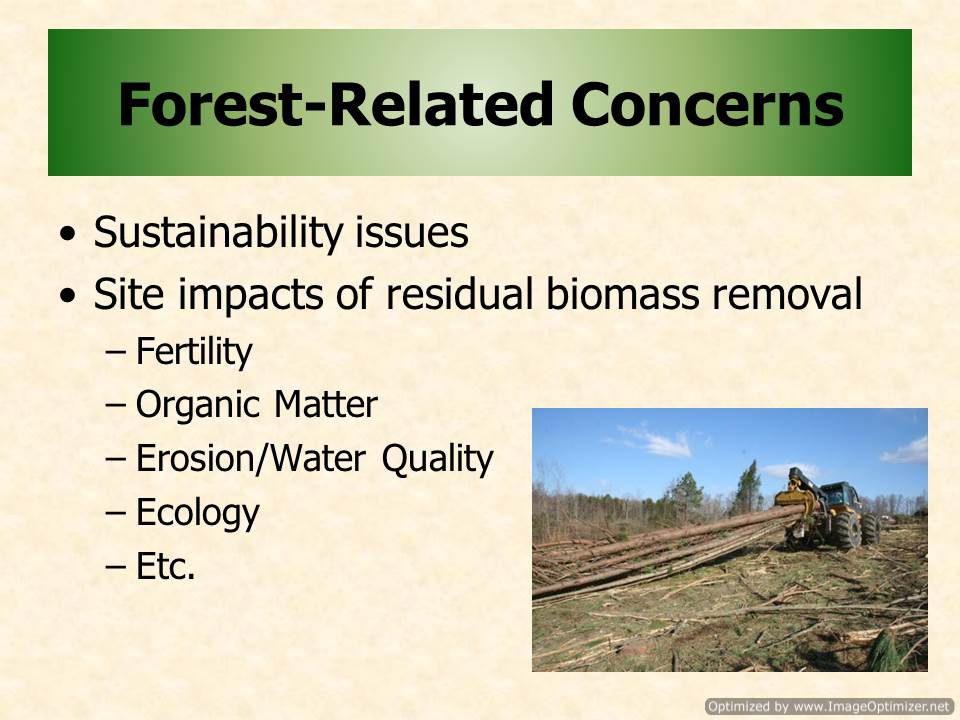 Forest-Related Concerns
• Sustainability issues
• Site impacts of residual biomass removal
– Fertility
– Organic Matter
– Erosion/Water Quality
– Ecology
– Etc.
Optimized by www.ImageOptimizer.net